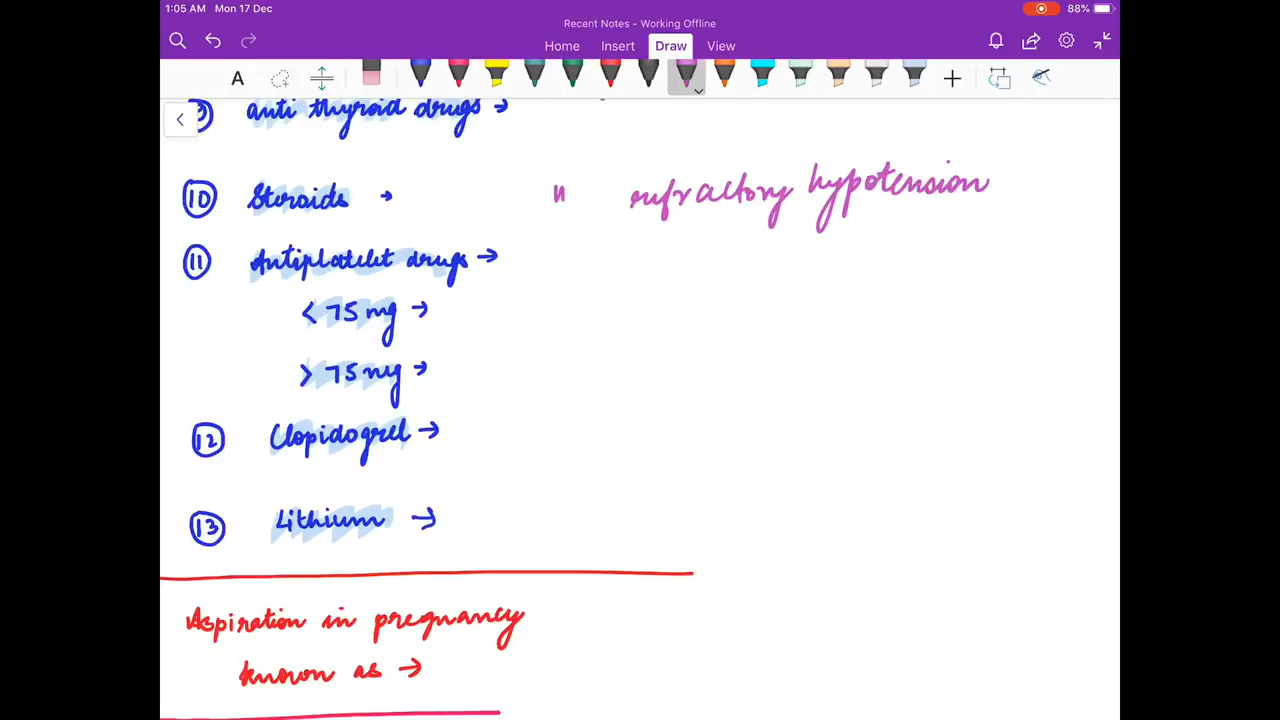 1:05 AM Mon 17 Dec 88%
Recent Notes - Working Offline
Home Insert Draw View
A
9 anti thyroid drugs →
10 Steroids → " refractory hypotension
11 Antiplatelet drugs →
< 75 mg →
> 75 mg →
12 Clopidogrel →
13 Lithium →
Aspiration in pregnancy
known as →